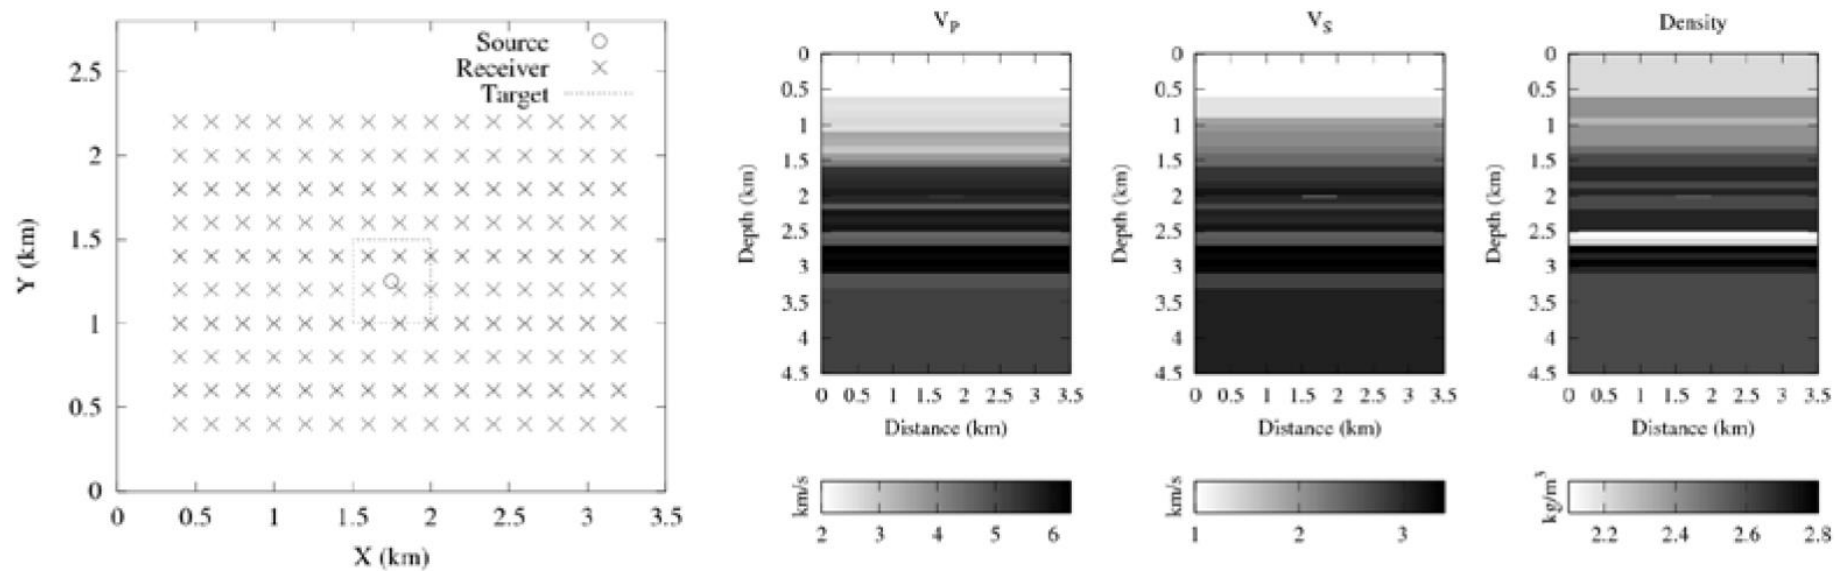 Source
Receiver
Target
2.5
2
1.5
1
0.5
0
Y (km)
0 0.5 1 1.5 2 2.5 3 3.5
X (km)
V_P
0
0.5
1
1.5
2
2.5
3
3.5
4
4.5
Depth (km)
0 0.5 1 1.5 2 2.5 3 3.5
Distance (km)
km/s
2 3 4 5 6
V_S
0
0.5
1
1.5
2
2.5
3
3.5
4
4.5
Depth (km)
0 0.5 1 1.5 2 2.5 3 3.5
Distance (km)
km/s
1 2 3
Density
0
0.5
1
1.5
2
2.5
3
3.5
4
4.5
Depth (km)
0 0.5 1 1.5 2 2.5 3 3.5
Distance (km)
kg/m³
2.2 2.4 2.6 2.8